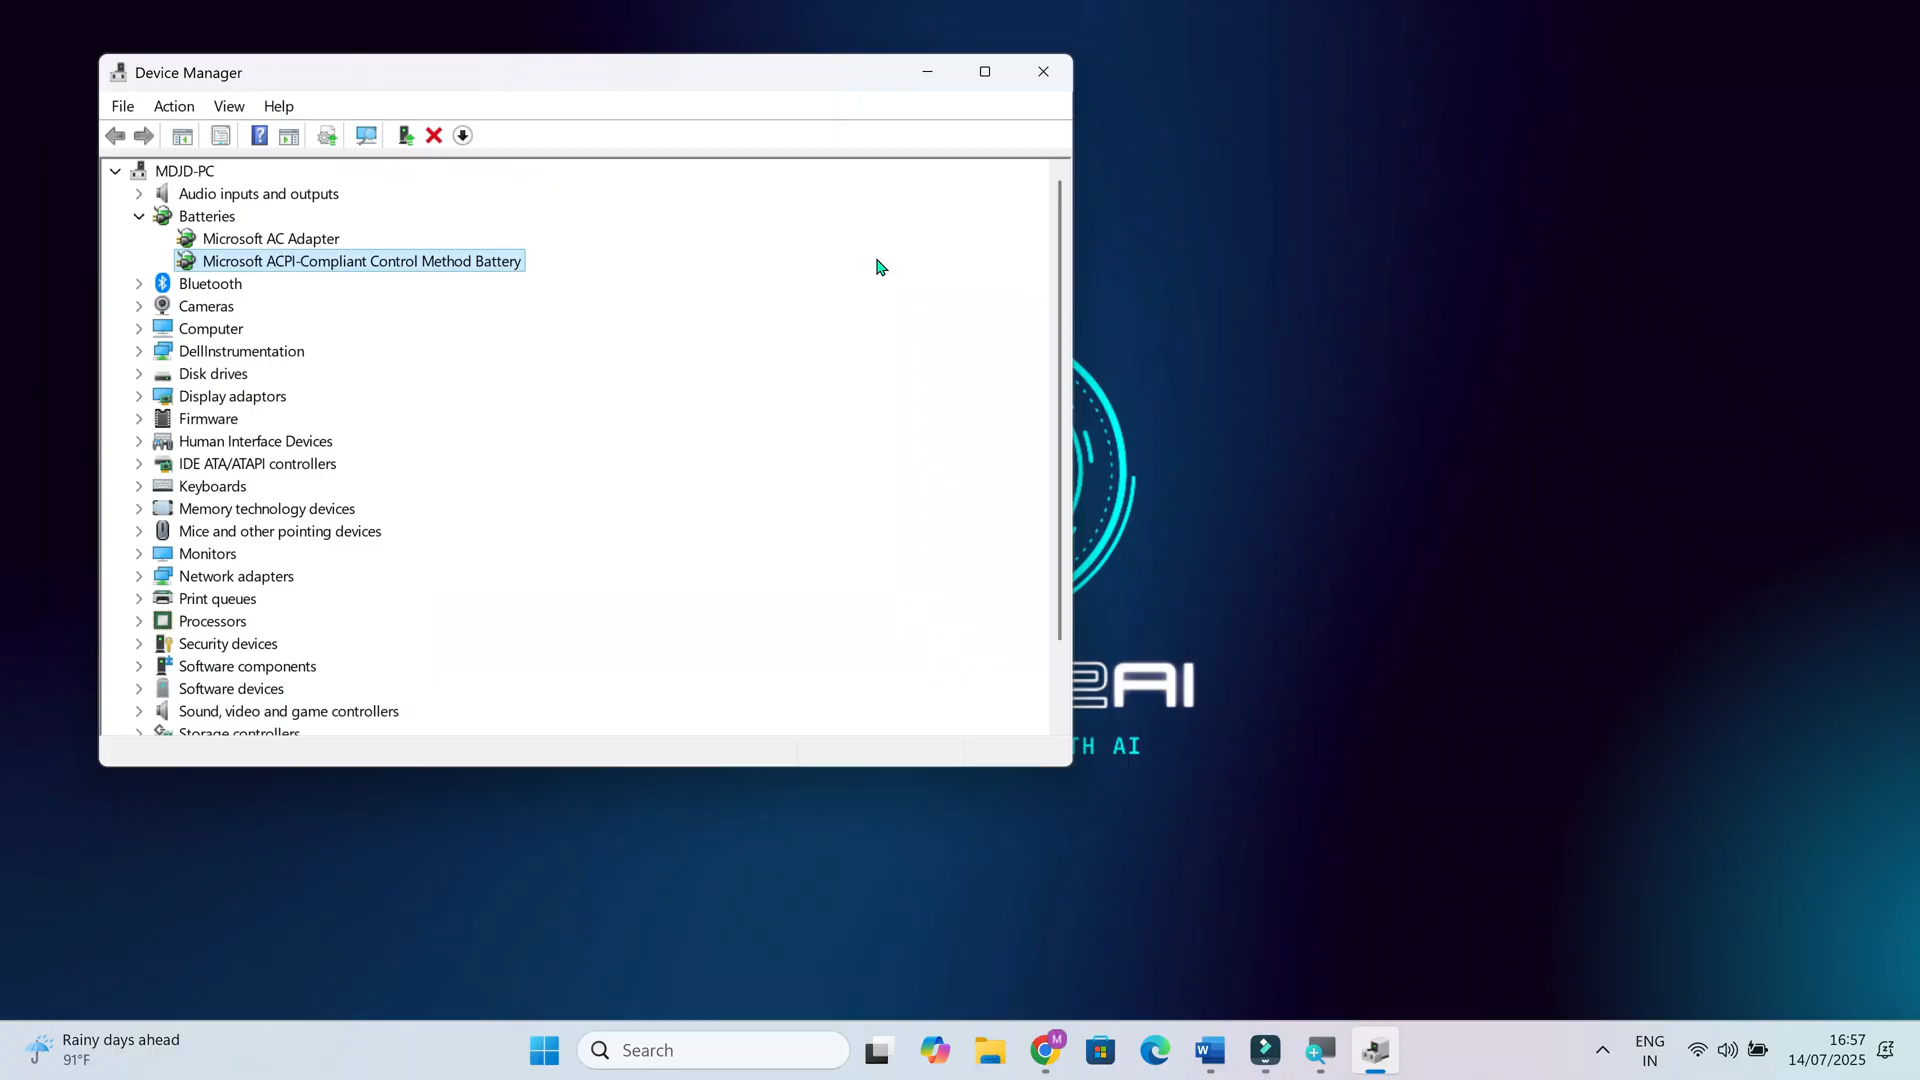 Device Manager
File Action View Help
MDJD-PC
Audio inputs and outputs
Batteries
Microsoft AC Adapter
Microsoft ACPI-Compliant Control Method Battery
Bluetooth
Cameras
Computer
DellInstrumentation
Disk drives
Display adaptors
Firmware
Human Interface Devices
IDE ATA/ATAPI controllers
Keyboards
Memory technology devices
Mice and other pointing devices
Monitors
Network adapters
Print queues
Processors
Security devices
Software components
Software devices
Sound, video and game controllers
Storage controllers
2AI
TH AI
Rainy days ahead
91°F
Search
M
W
ENG
IN
16:57
14/07/2025